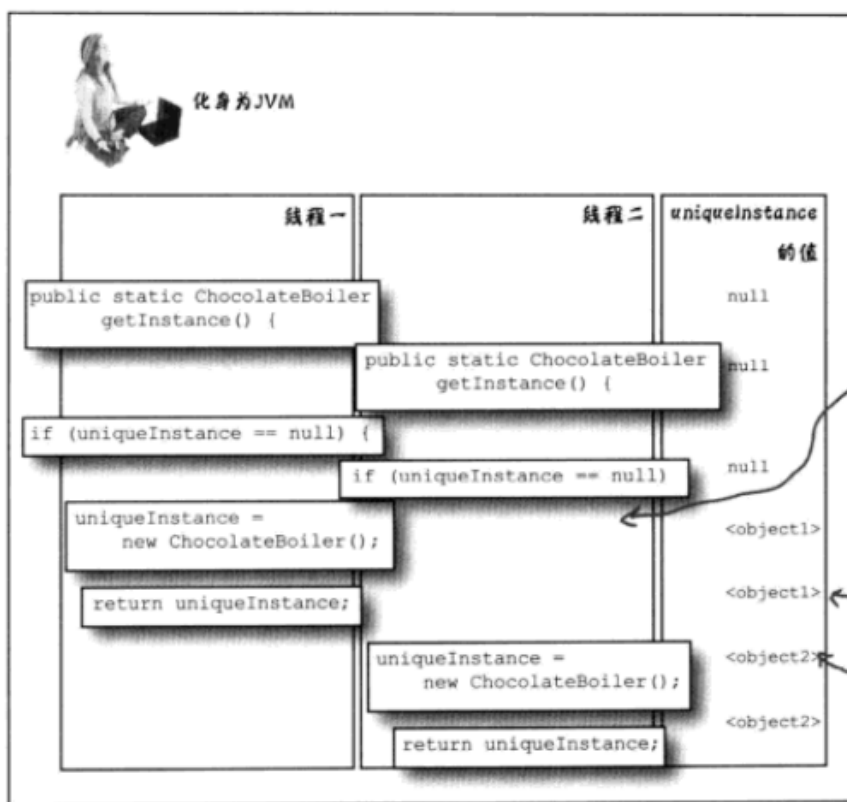 化身为JVM
线程一
线程二
uniqueInstance
的值
public static ChocolateBoiler
getInstance() {
null
public static ChocolateBoiler
getInstance() {
null
if (uniqueInstance == null) {
if (uniqueInstance == null)
null
uniqueInstance =
new ChocolateBoiler();
<object1>
return uniqueInstance;
<object1>
uniqueInstance =
new ChocolateBoiler();
<object2>
return uniqueInstance;
<object2>